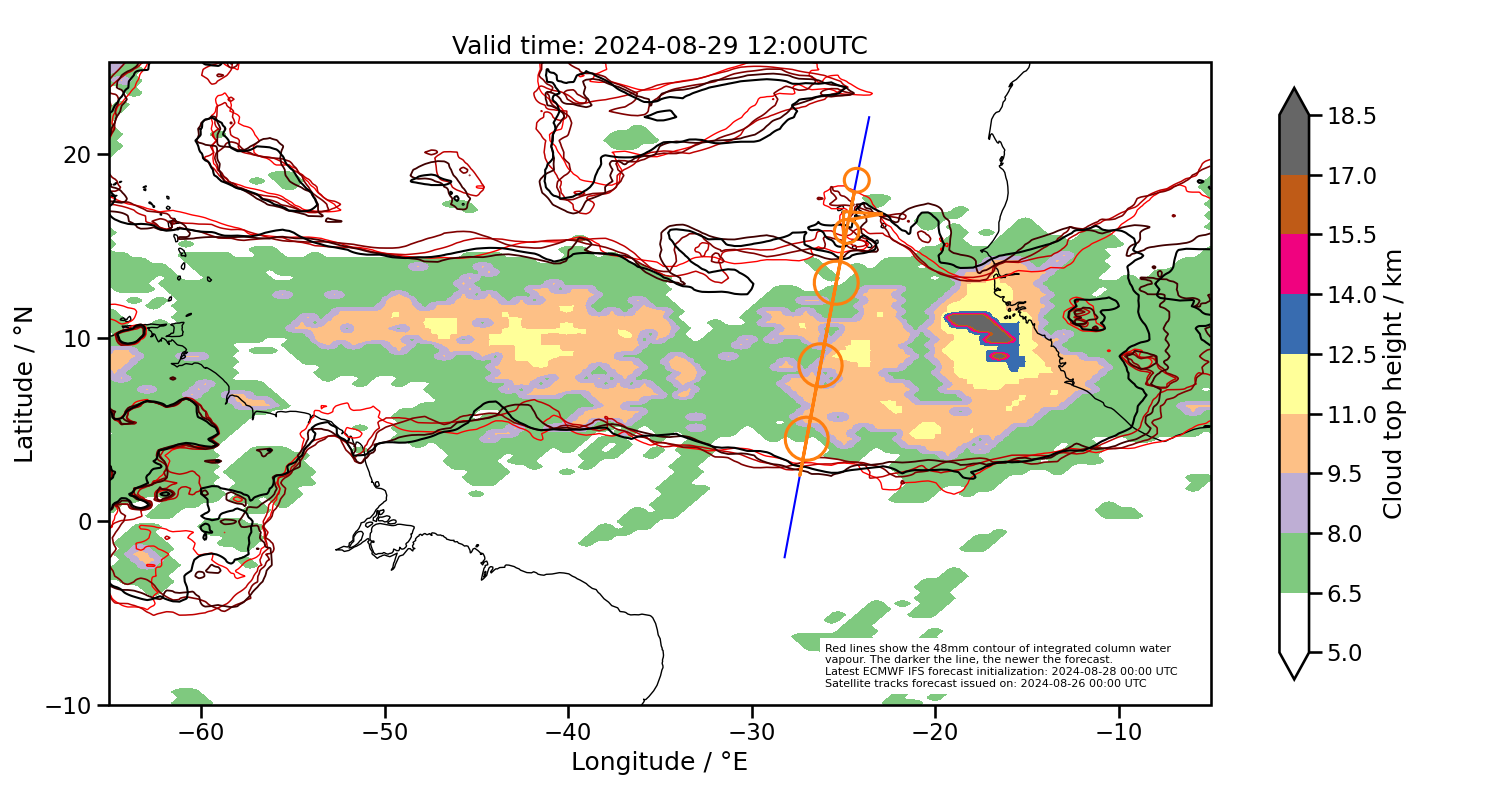 Valid time: 2024-08-29 12:00UTC
20
10
0
−10
Latitude / °N
−60
−50
−40
−30
−20
−10
Longitude / °E
Red lines show the 48mm contour of integrated column water
vapour. The darker the line, the newer the forecast.
Latest ECMWF IFS forecast initialization: 2024-08-28 00:00 UTC
Satellite tracks forecast issued on: 2024-08-26 00:00 UTC
18.5
17.0
15.5
14.0
12.5
11.0
9.5
8.0
6.5
5.0
Cloud top height / km